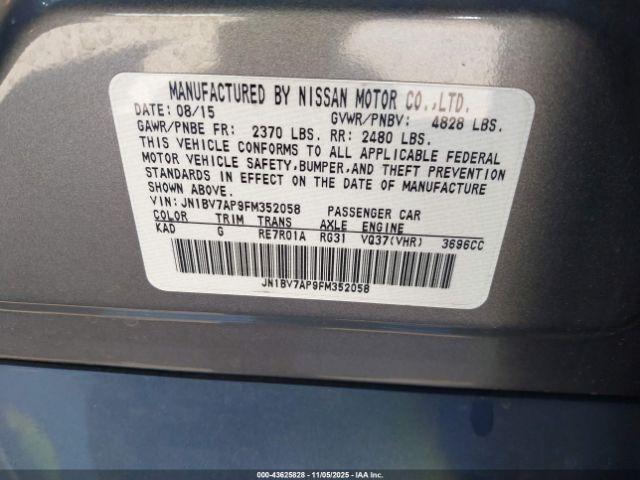 MANUFACTURED BY NISSAN MOTOR CO.,LTD.
DATE: 08/15 GVWR/PNBV: 4828 LBS.
GAWR/PNBE FR: 2370 LBS. RR: 2480 LBS.
THIS VEHICLE CONFORMS TO ALL APPLICABLE FEDERAL
MOTOR VEHICLE SAFETY,BUMPER,AND THEFT PREVENTION
STANDARDS IN EFFECT ON THE DATE OF MANUFACTURE
SHOWN ABOVE.
VIN: JN1BV7AP9FM352058 PASSENGER CAR
COLOR TRIM TRANS AXLE ENGINE
KAD G RE7R01A RG31 VQ37(VHR) 3696CC
JN1BV7AP9FM352058
000-43625828 - 11/05/2025 - IAA, Inc.